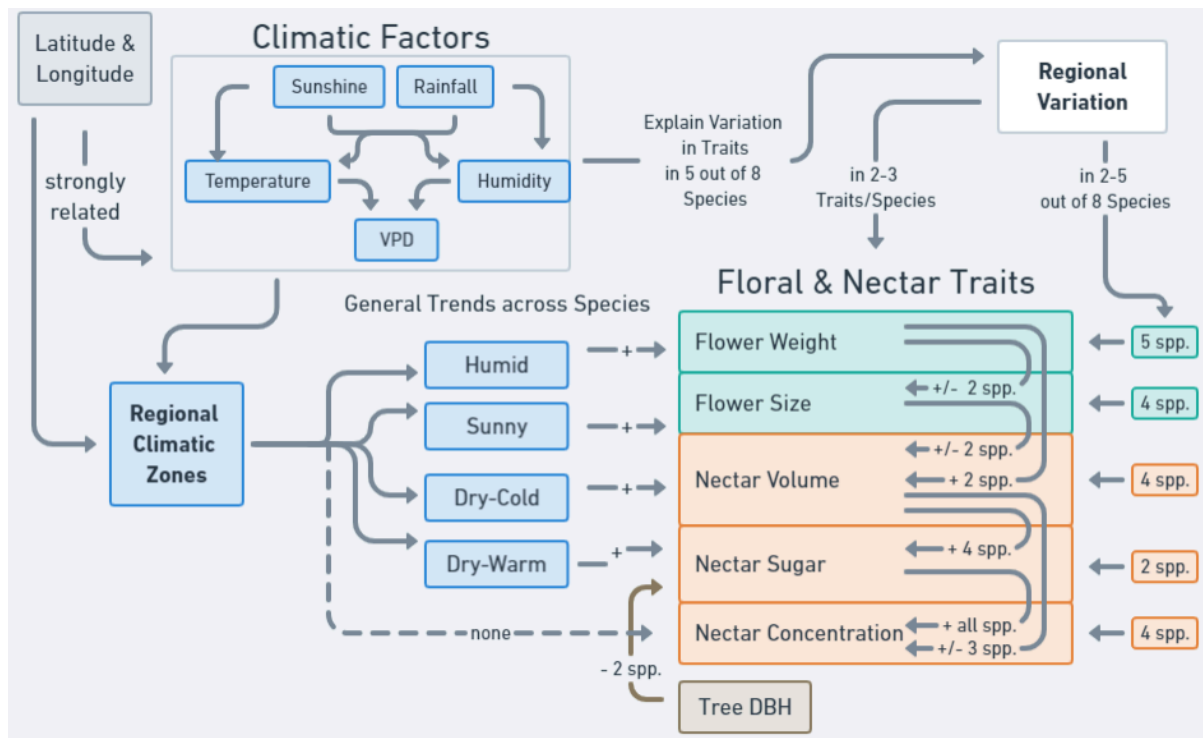 Latitude &
Longitude
Climatic Factors
Sunshine
Rainfall
Temperature
Humidity
VPD
strongly
related
Explain Variation
in Traits
in 5 out of 8
Species
Regional
Variation
in 2-3
Traits/Species
in 2-5
out of 8 Species
General Trends across Species
Floral & Nectar Traits
Regional
Climatic
Zones
Humid
+
Sunny
+
Dry-Cold
+
Dry-Warm
+
none
Flower Weight
+/- 2 spp.
5 spp.
Flower Size
4 spp.
+/- 2 spp.
Nectar Volume
+ 2 spp.
4 spp.
+ 4 spp.
Nectar Sugar
2 spp.
+ all spp.
Nectar Concentration
+/- 3 spp.
4 spp.
- 2 spp.
Tree DBH